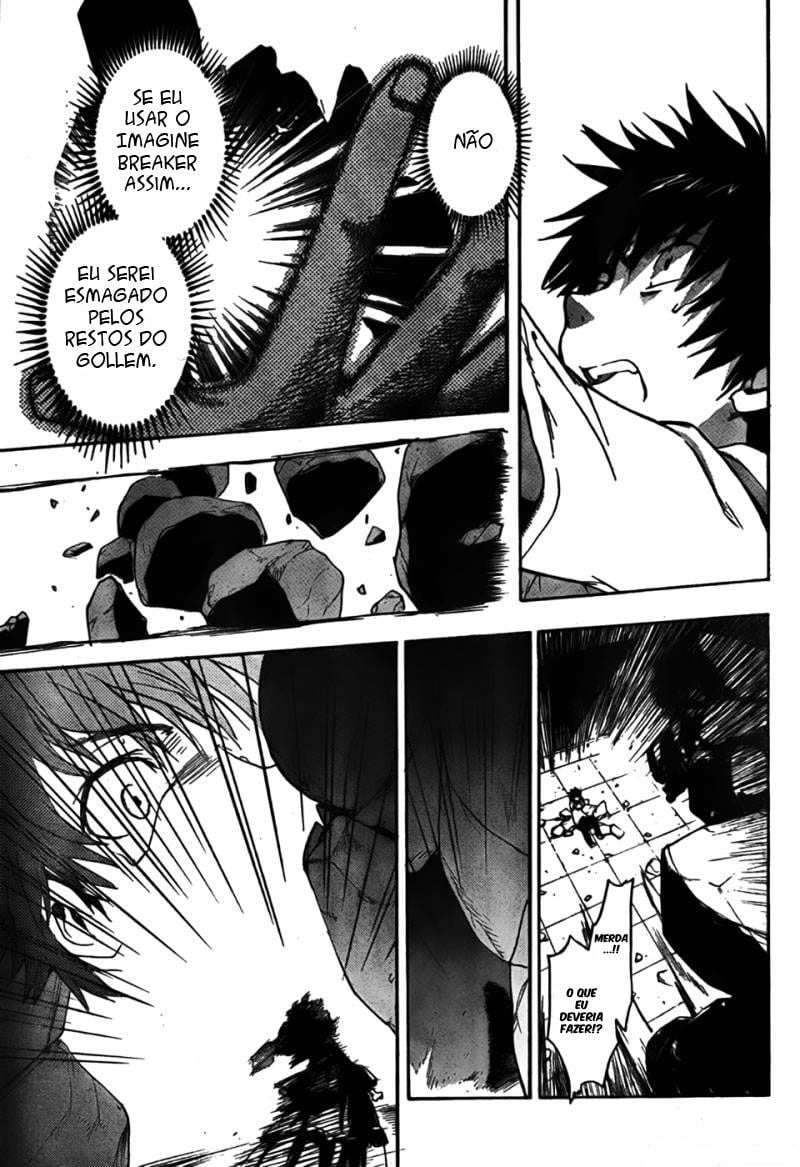 NÃO
SE EU
USAR O
IMAGINE
BREAKER
ASSIM...
EU SEREI
ESMAGADO
PELOS
RESTOS DO
GOLLEM.
MERDA
...!!
O QUE
EU
DEVERIA
FAZER!?